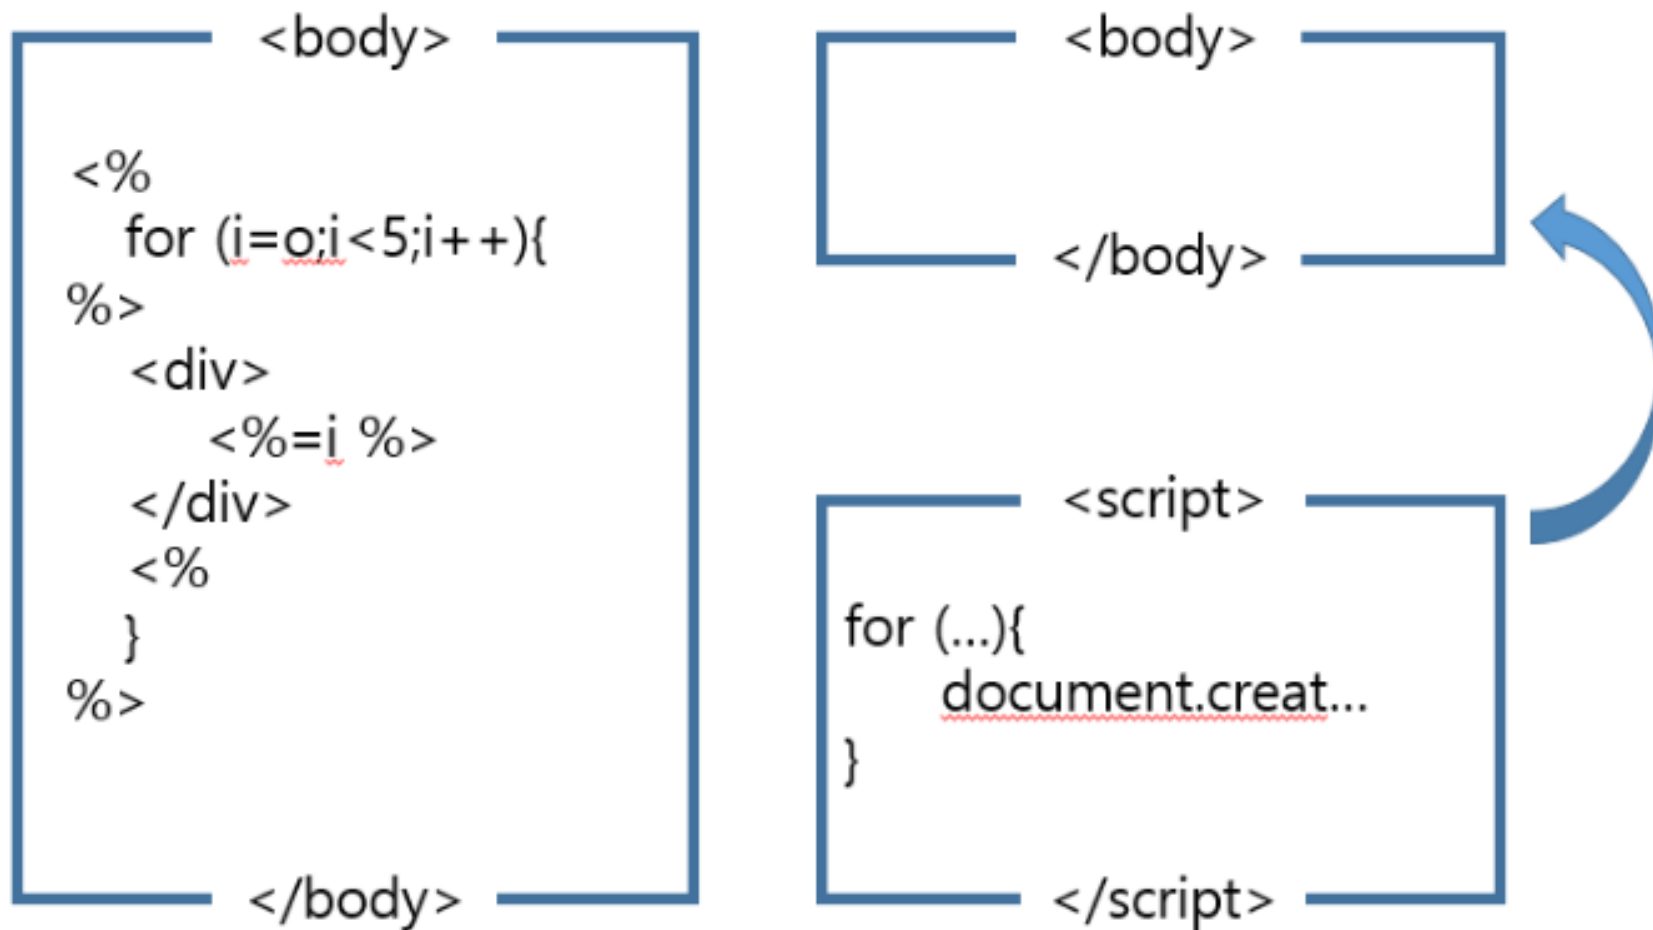 <body>
<%
for (i=o;i<5;i++){
%>
<div>
<%=i %>
</div>
<%
}
%>
</body>
<body>
</body>
<script>
for (...){
document.creat...
}
</script>